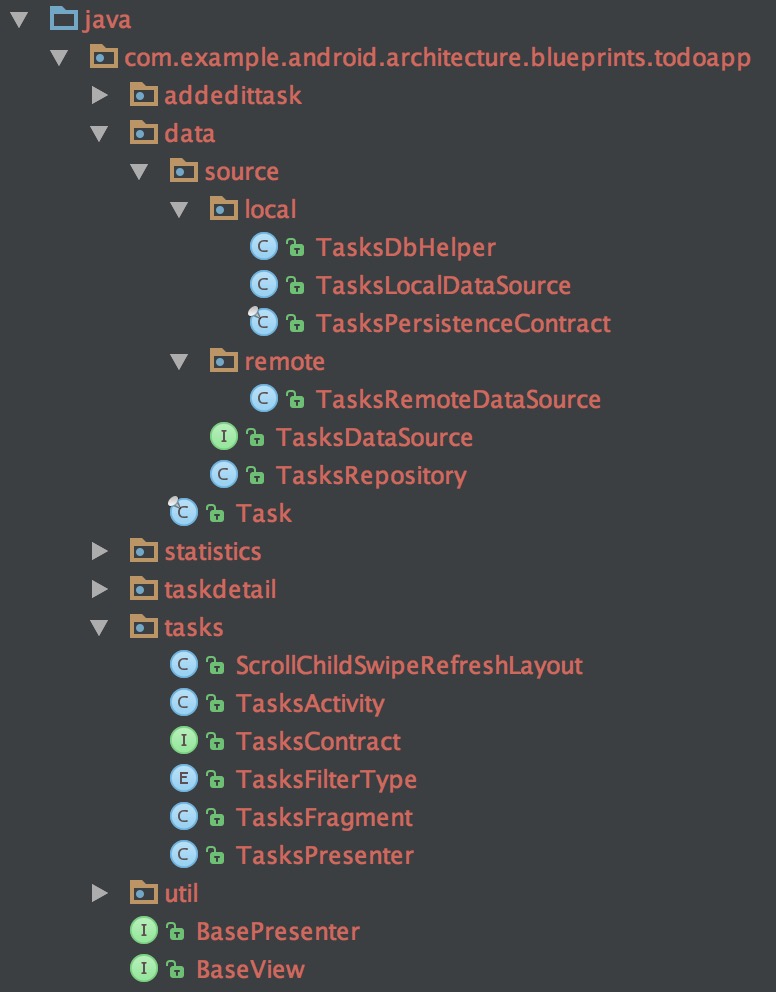 java
com.example.android.architecture.blueprints.todoapp
addedittask
data
source
local
C TasksDbHelper
C TasksLocalDataSource
C TasksPersistenceContract
remote
C TasksRemoteDataSource
I TasksDataSource
C TasksRepository
C Task
statistics
taskdetail
tasks
C ScrollChildSwipeRefreshLayout
C TasksActivity
I TasksContract
E TasksFilterType
C TasksFragment
C TasksPresenter
util
I BasePresenter
I BaseView